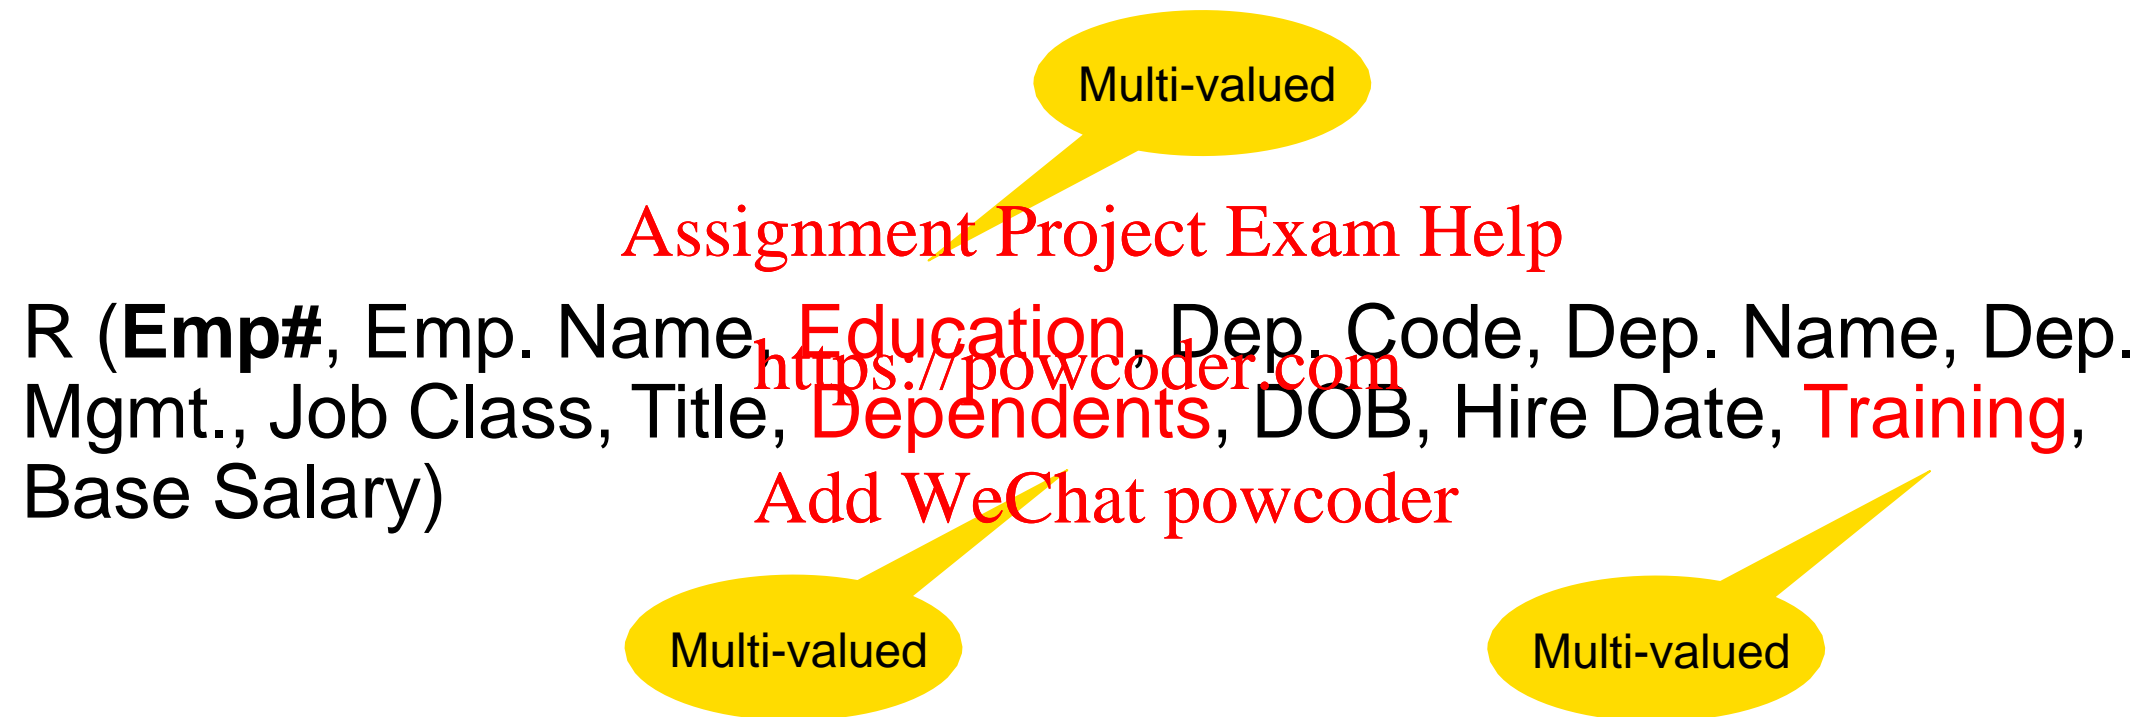 Multi-valued
Assignment Project Exam Help
R (Emp#, Emp. Name, Education, Dep. Code, Dep. Name, Dep.
https://powcoder.com
Mgmt., Job Class, Title, Dependents, DOB, Hire Date, Training,
Base Salary)
Add WeChat powcoder
Multi-valued
Multi-valued